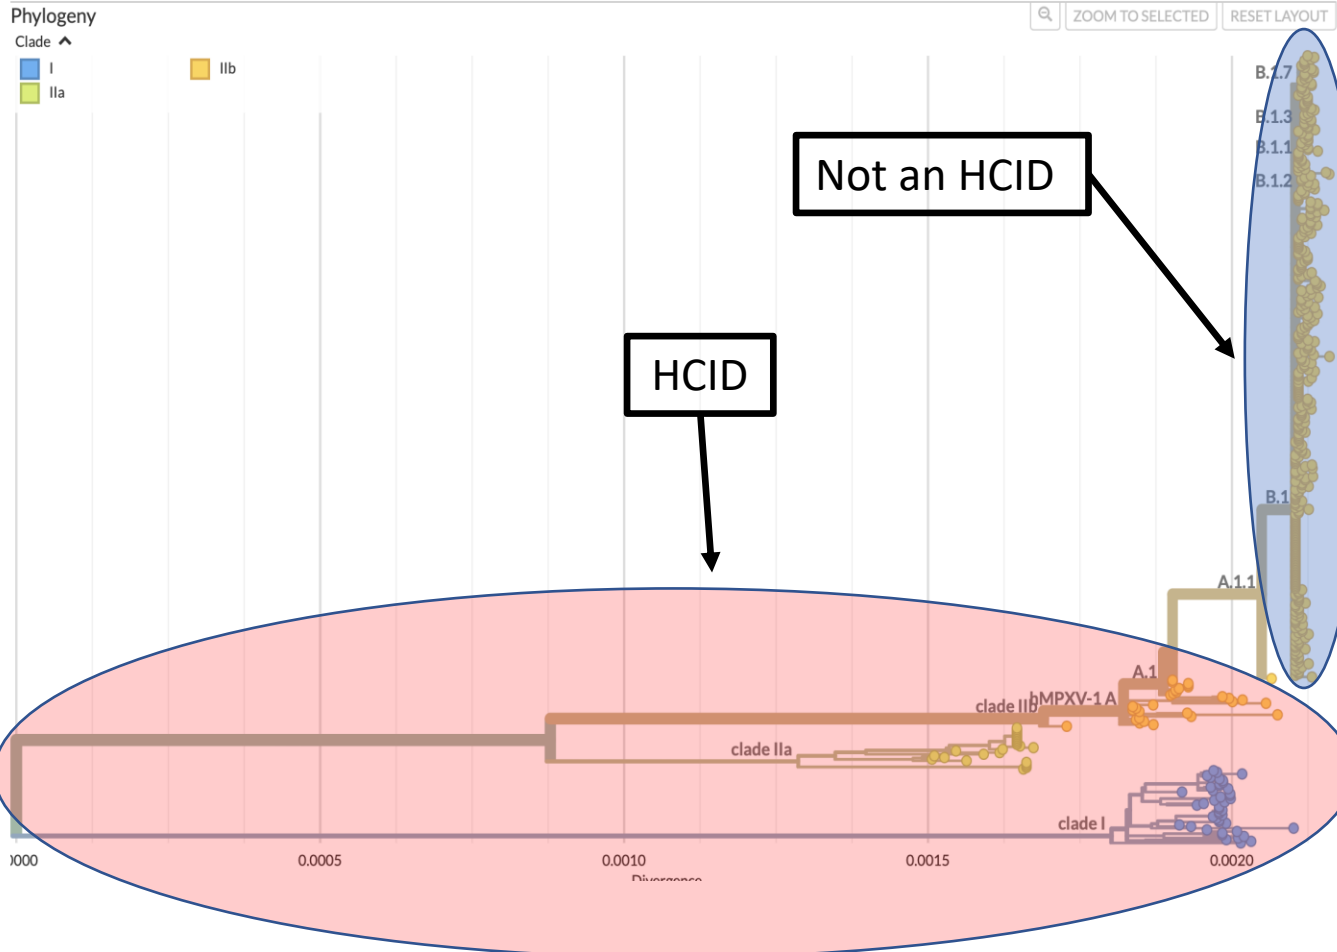 Phylogeny
ZOOM TO SELECTED
RESET LAYOUT
Clade
I
IIb
IIa
B.1.7
B.1.3
B.1.1
B.1.2
Not an HCID
HCID
B.1
A.1.1
A.1
hMPXV-1 A
clade IIb
clade IIa
clade I
0.0005
0.0010
0.0015
0.0020
Divergence